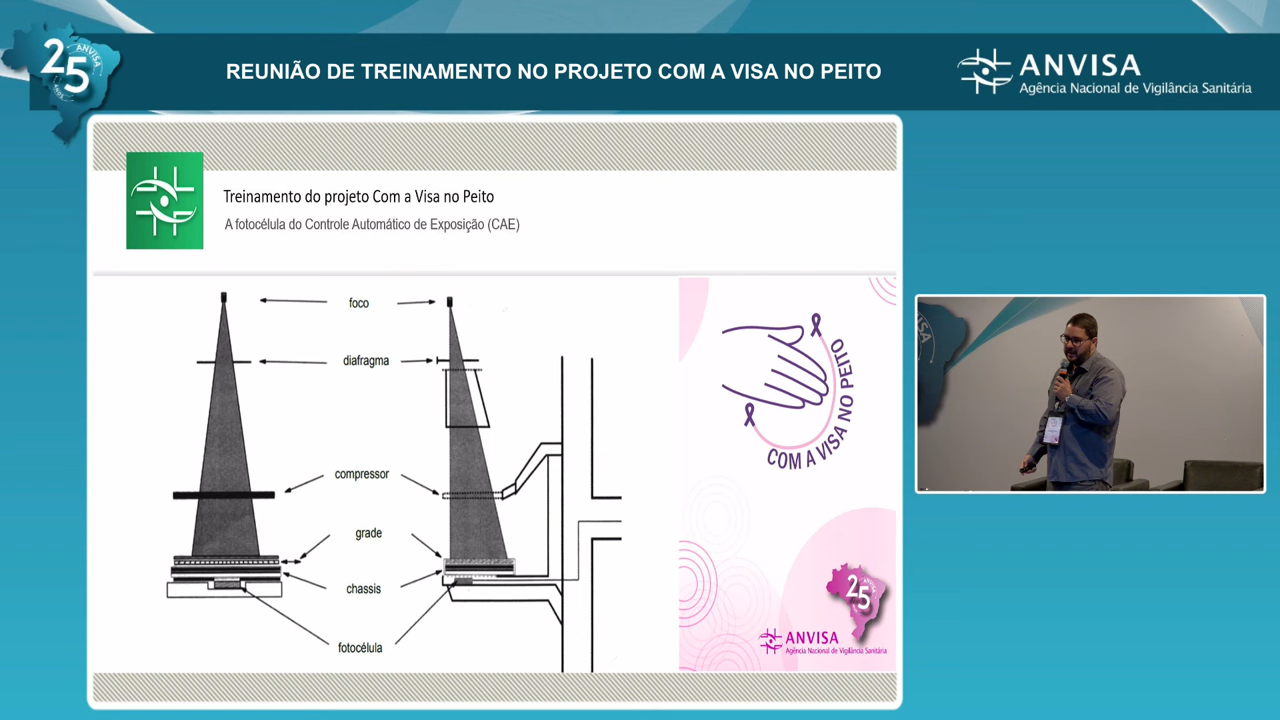 25
ANVISA
ANOS
REUNIÃO DE TREINAMENTO NO PROJETO COM A VISA NO PEITO
ANVISA
Agência Nacional de Vigilância Sanitária
Treinamento do projeto Com a Visa no Peito
A fotocélula do Controle Automático de Exposição (CAE)
foco
diafragma
compressor
grade
chassis
fotocélula
COM A VISA NO PEITO
25
ANVISA
ANVISA
Agência Nacional de Vigilância Sanitária